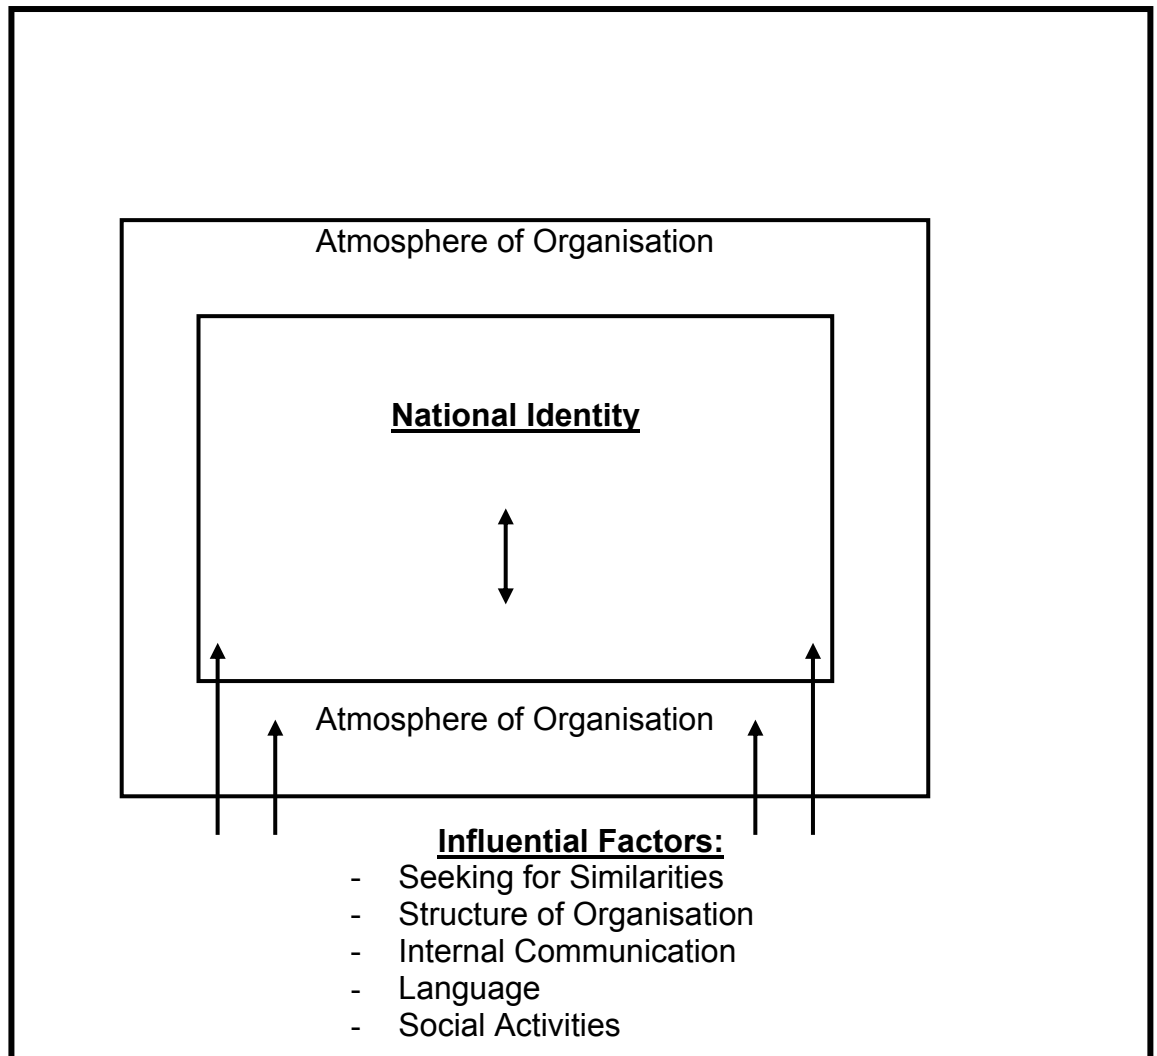 Atmosphere of Organisation
National Identity
Atmosphere of Organisation
Influential Factors:
- Seeking for Similarities
- Structure of Organisation
- Internal Communication
- Language
- Social Activities